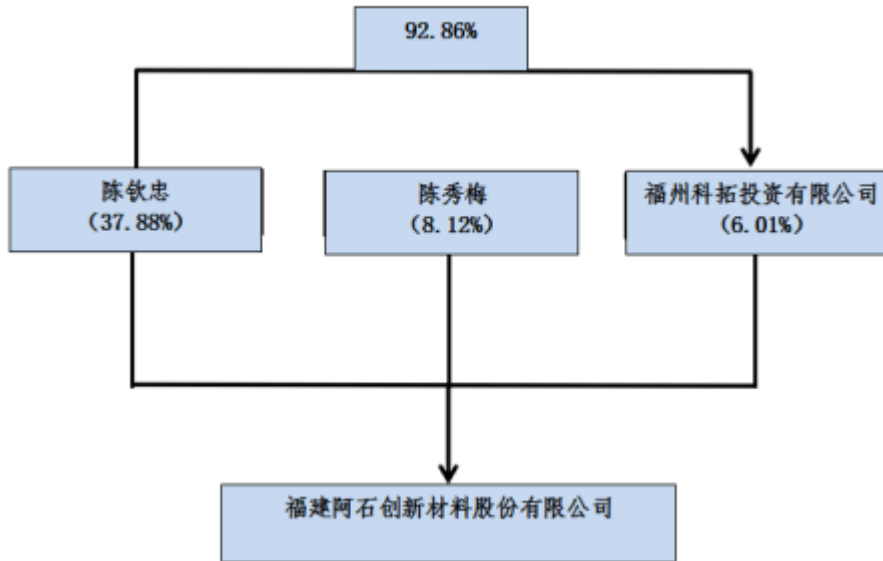 92.86%
陈钦忠
(37.88%)
陈秀梅
(8.12%)
福州科拓投资有限公司
(6.01%)
福建阿石创新材料股份有限公司